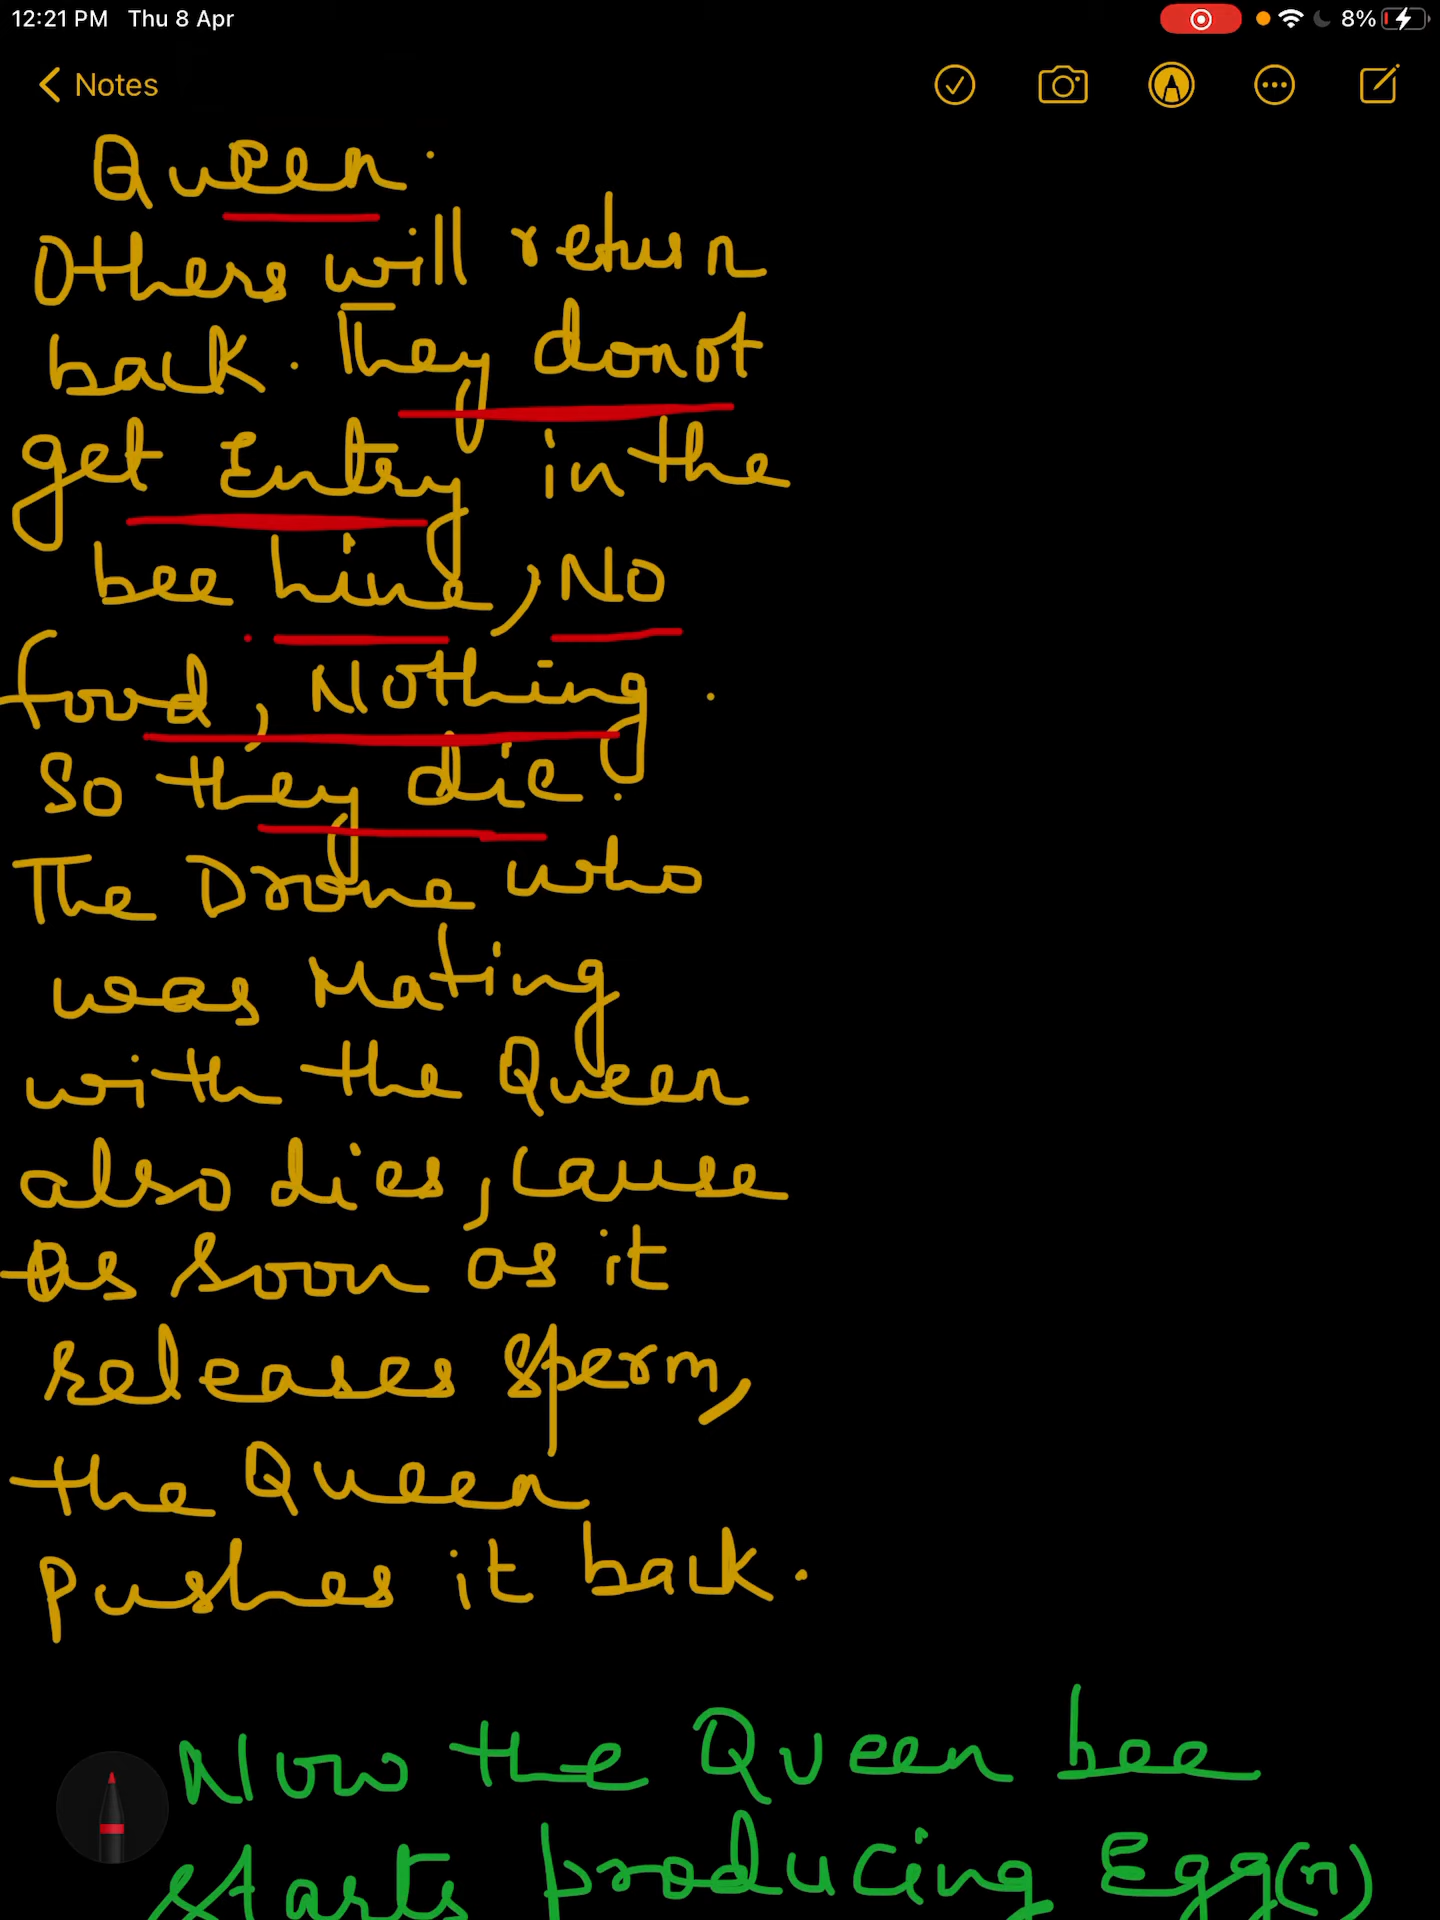 12:21 PM Thu 8 Apr 8%
Notes
Queen.
Others will return
back. They donot
get Entry in the
bee hive, No
food, Nothing.
So they die.
The Drone who
was Mating
with the Queen
also dies, cause
as soon as it
releases sperm,
the Queen
pushes it back.
Now the Queen bee
starts producing Egg(n)